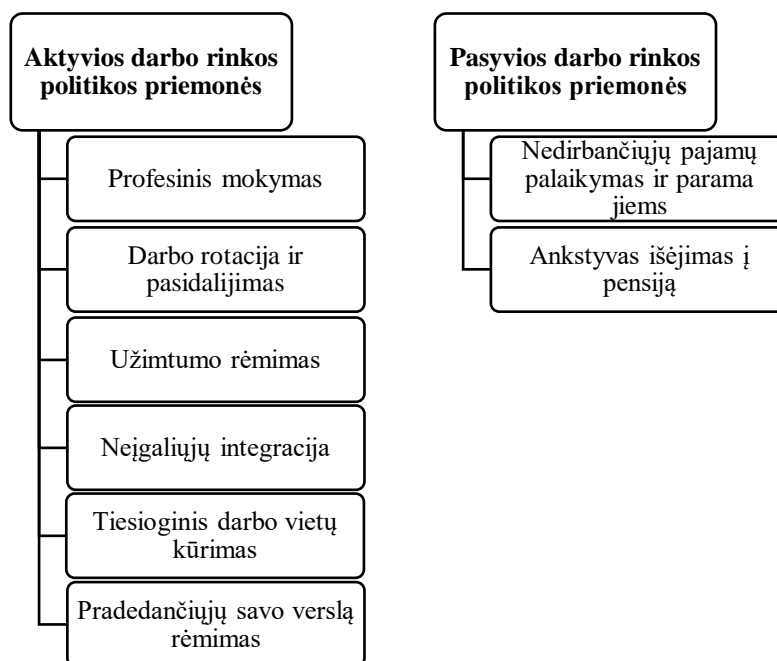 Aktyvios darbo rinkos
politikos priemonės
Profesinis mokymas
Darbo rotacija ir
pasidalijimas
Užimtumo rėmimas
Neįgaliųjų integracija
Tiesioginis darbo vietų
kūrimas
Pradedančiųjų savo verslą
rėmimas
Pasyvios darbo rinkos
politikos priemonės
Nedirbančiųjų pajamų
palaikymas ir parama
jiems
Ankstyvas išėjimas į
pensiją